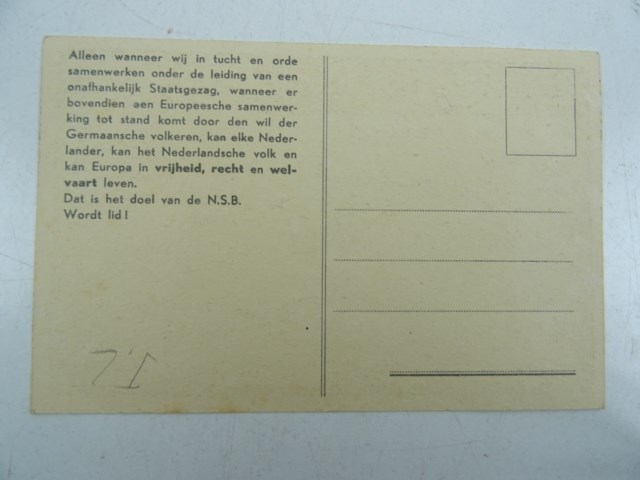 Alleen wanneer wij in tucht en orde
samenwerken onder de leiding van een
onafhankelijk Staatsgezag, wanneer er
bovendien aen Europeesche samenwer-
king tot stand komt door den wil der
Germaansche volkeren, kan elke Neder-
lander, kan het Nederlandsche volk en
kan Europa in vrijheid, recht en wel-
vaart leven.
Dat is het doel van de N.S.B.
Wordt lid!